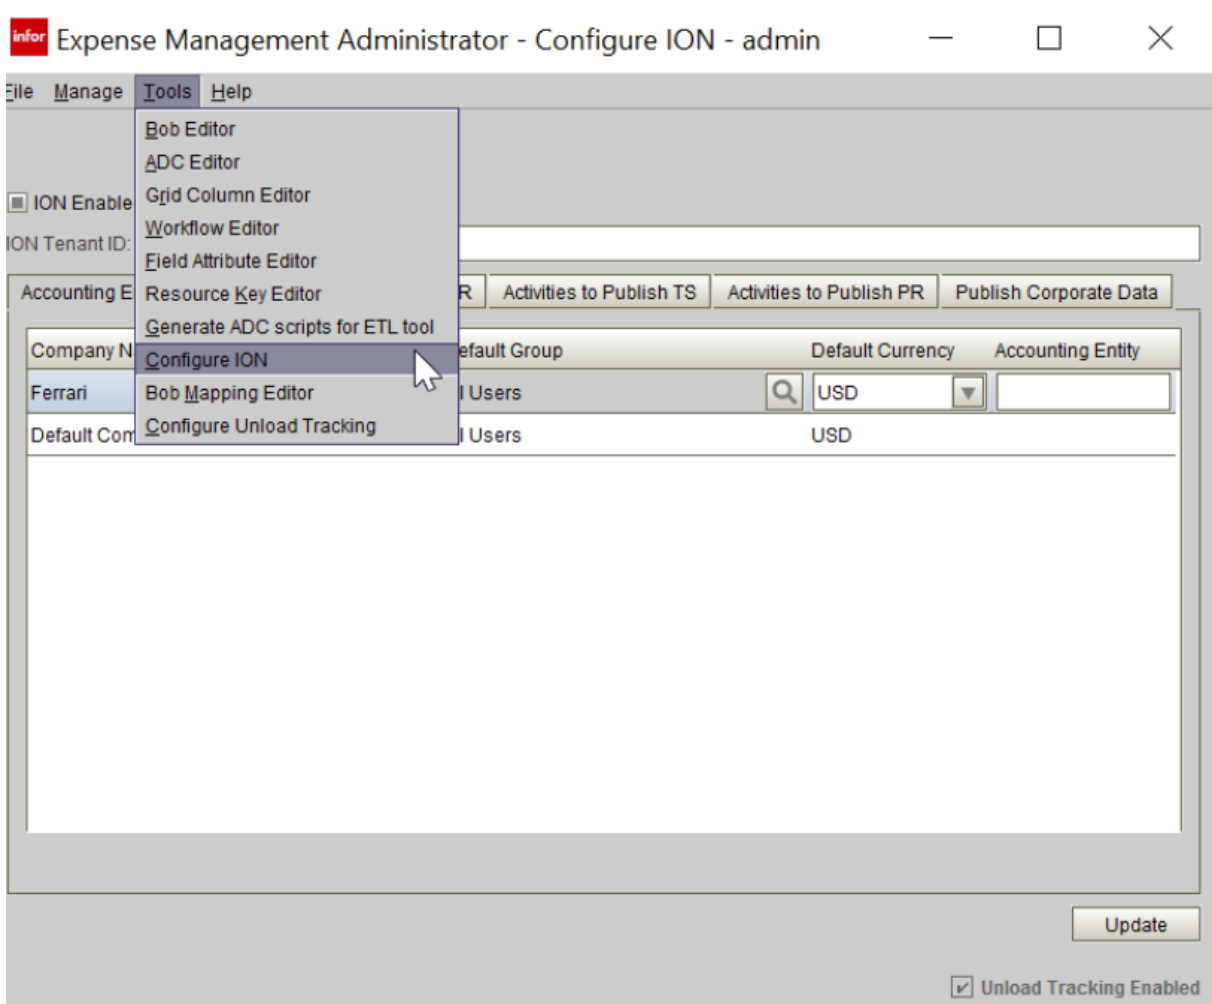 infor Expense Management Administrator - Configure ION - admin
File Manage Tools Help
Bob Editor
ADC Editor
Grid Column Editor
Workflow Editor
Field Attribute Editor
Resource Key Editor
Generate ADC scripts for ETL tool
Configure ION
Bob Mapping Editor
Configure Unload Tracking
ION Enable
ION Tenant ID:
Accounting E R Activities to Publish TS Activities to Publish PR Publish Corporate Data
Company N efault Group Default Currency Accounting Entity
Ferrari l Users USD
Default Com l Users USD
Update
Unload Tracking Enabled